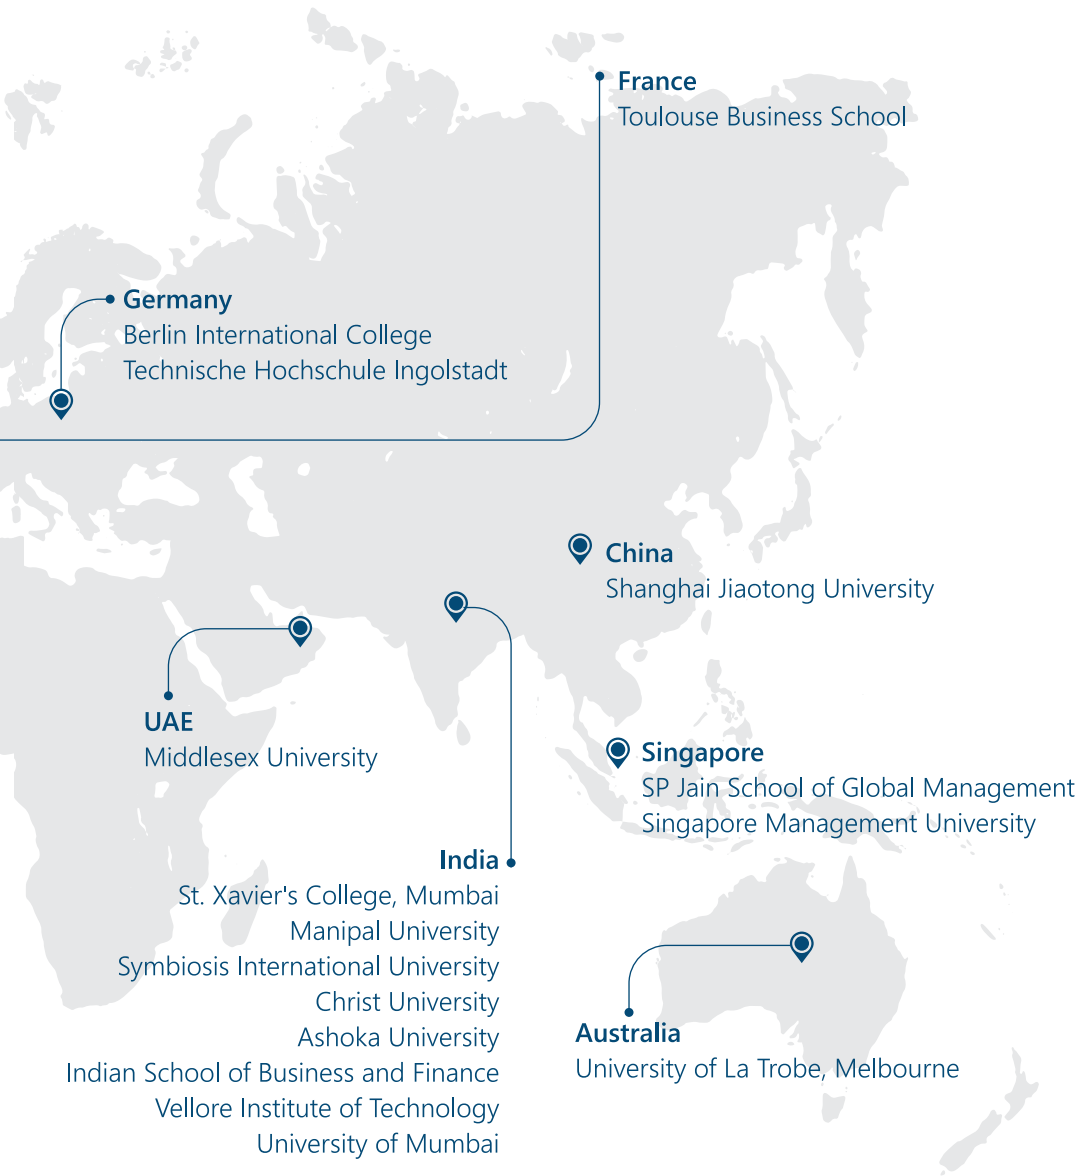 France
Toulouse Business School
Germany
Berlin International College
Technische Hochschule Ingolstadt
China
Shanghai Jiaotong University
UAE
Middlesex University
Singapore
SP Jain School of Global Management
Singapore Management University
India
St. Xavier's College, Mumbai
Manipal University
Symbiosis International University
Christ University
Ashoka University
Indian School of Business and Finance
Vellore Institute of Technology
University of Mumbai
Australia
University of La Trobe, Melbourne